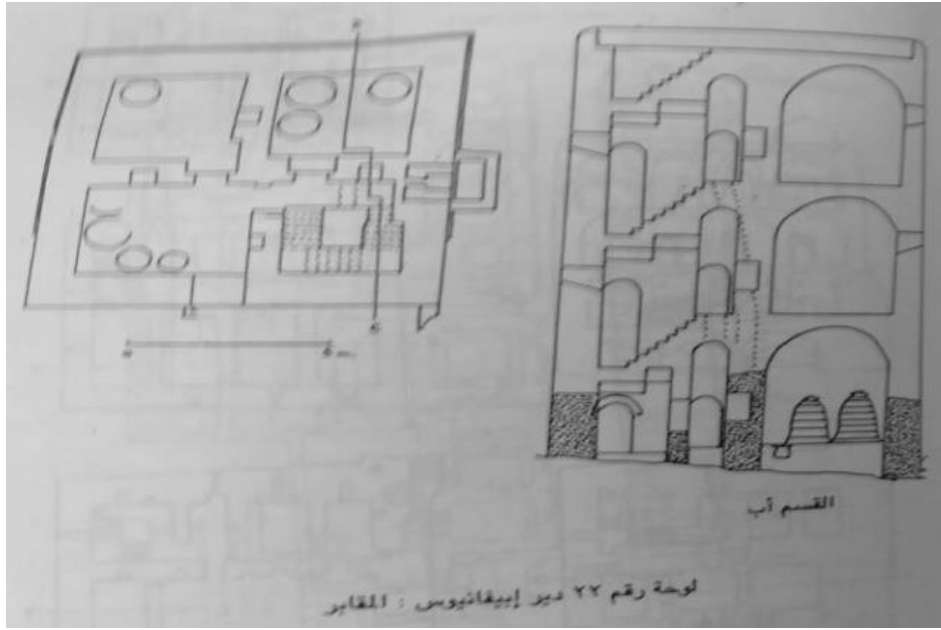 القسم أب
لوحة رقم ٢٢ دير إبيفانيوس : المقابر